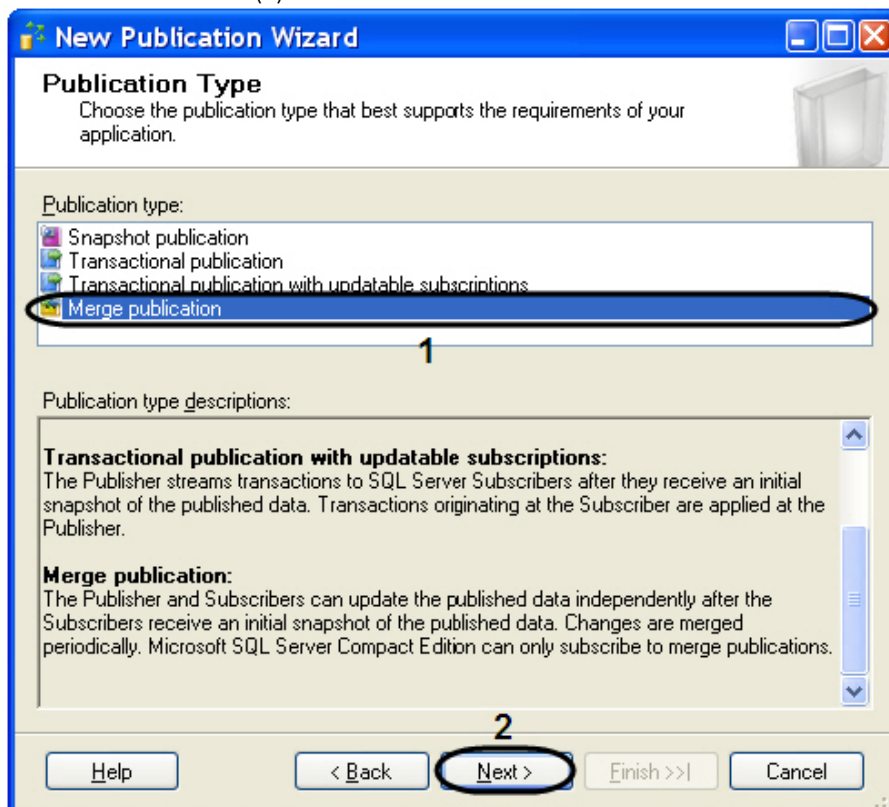 New Publication Wizard
Publication Type
Choose the publication type that best supports the requirements of your
application.
Publication type:
Snapshot publication
Transactional publication
Transactional publication with updatable subscriptions
Merge publication
1
Publication type descriptions:
Transactional publication with updatable subscriptions:
The Publisher streams transactions to SQL Server Subscribers after they receive an initial
snapshot of the published data. Transactions originating at the Subscriber are applied at the
Publisher.
Merge publication:
The Publisher and Subscribers can update the published data independently after the
Subscribers receive an initial snapshot of the published data. Changes are merged
periodically. Microsoft SQL Server Compact Edition can only subscribe to merge publications.
2
Help
< Back
Next >
Finish >>|
Cancel